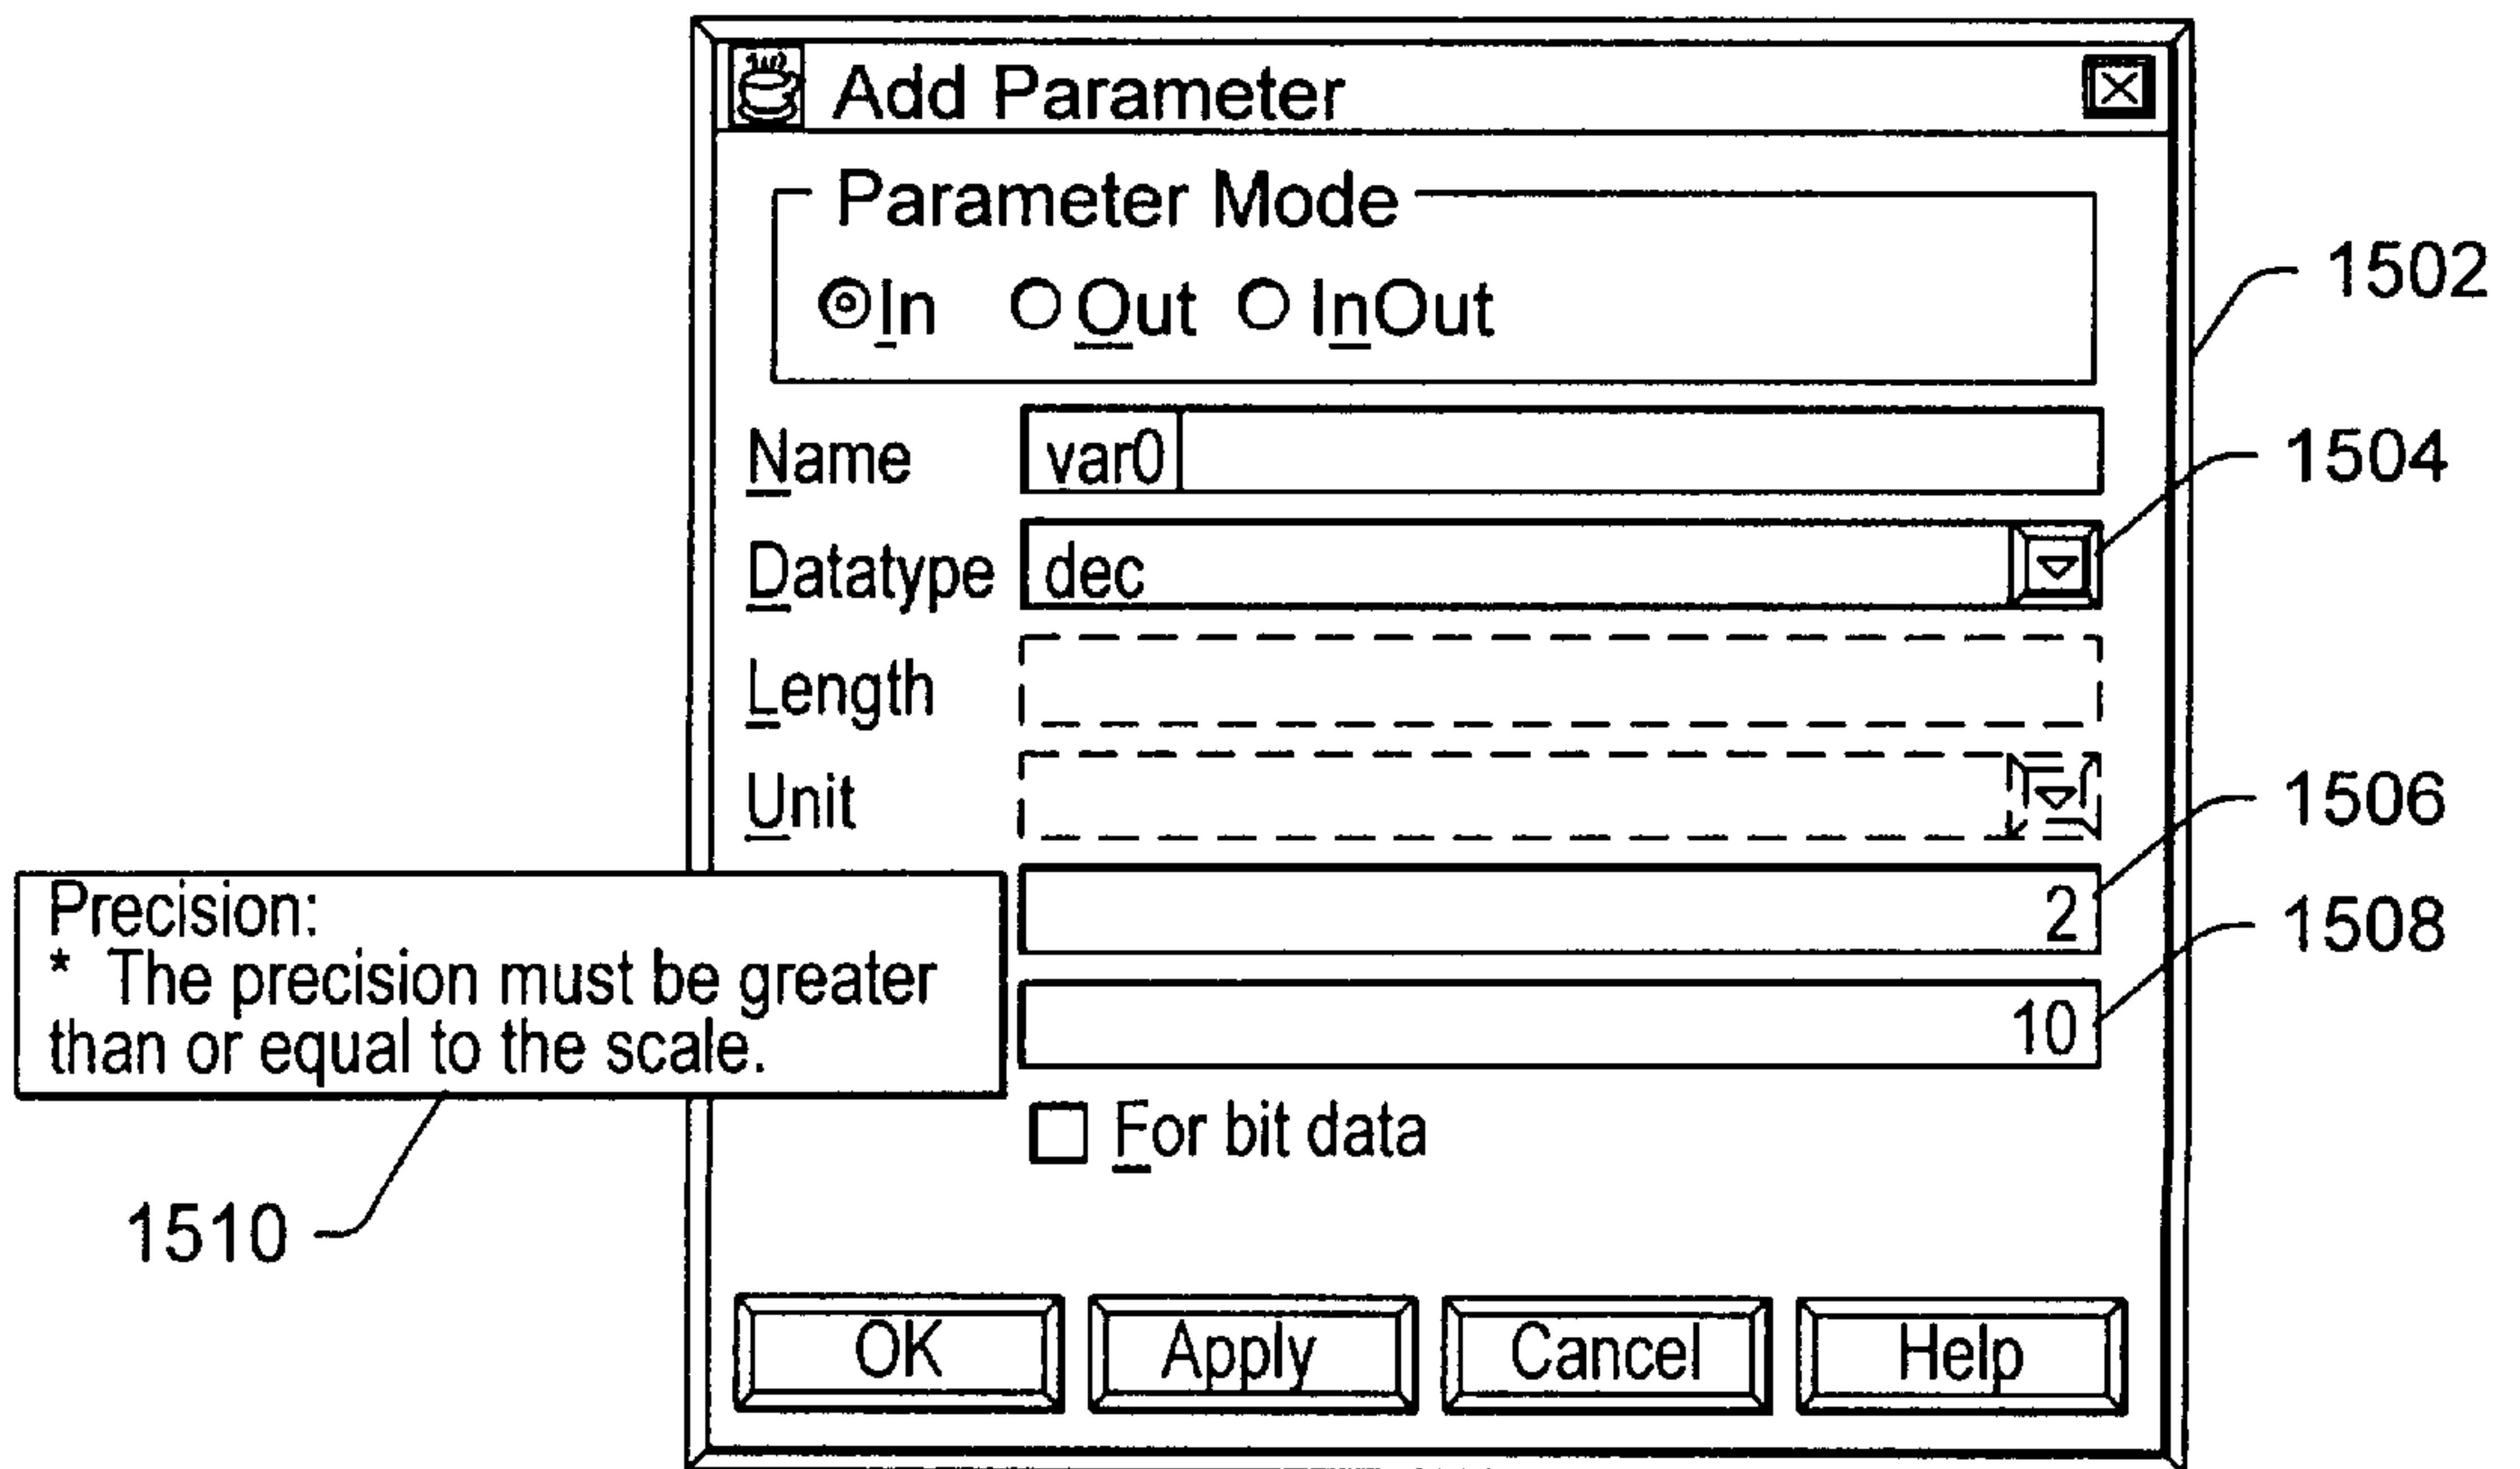 Add Parameter
Parameter Mode
In Out InOut
1502
Name var0
1504
Datatype dec
Length
Unit
1506
Precision:
* The precision must be greater
than or equal to the scale.
2
1508
10
For bit data
1510
OK Apply Cancel Help